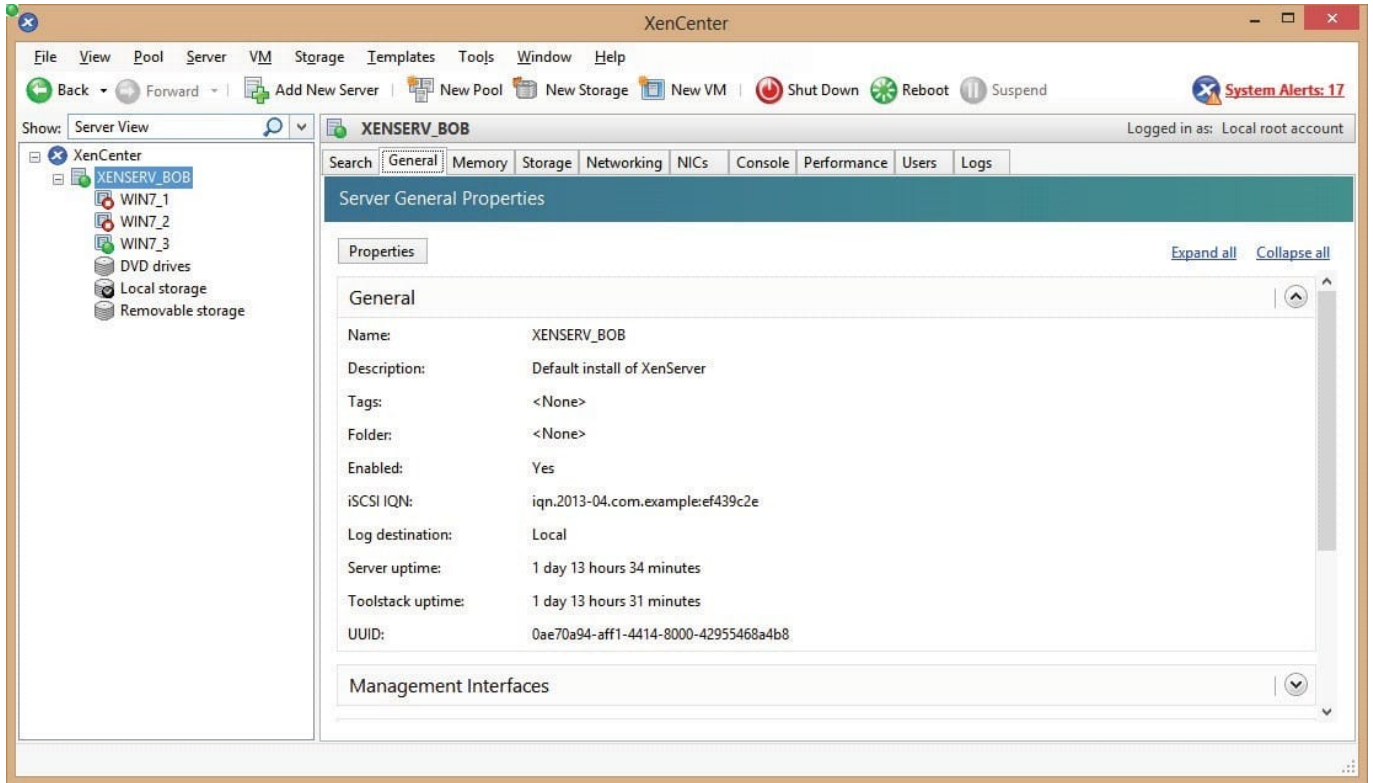 XenCenter
File View Pool Server VM Storage Templates Tools Window Help
Back Forward Add New Server New Pool New Storage New VM Shut Down Reboot Suspend System Alerts: 17
Show: Server View
XENSERV_BOB Logged in as: Local root account
XenCenter
XENSERV_BOB
WIN7_1
WIN7_2
WIN7_3
DVD drives
Local storage
Removable storage
Search General Memory Storage Networking NICs Console Performance Users Logs
Server General Properties
Properties Expand all Collapse all
General
Name: XENSERV_BOB
Description: Default install of XenServer
Tags: <None>
Folder: <None>
Enabled: Yes
iSCSI IQN: iqn.2013-04.com.example:ef439c2e
Log destination: Local
Server uptime: 1 day 13 hours 34 minutes
Toolstack uptime: 1 day 13 hours 31 minutes
UUID: 0ae70a94-aff1-4414-8000-42955468a4b8
Management Interfaces